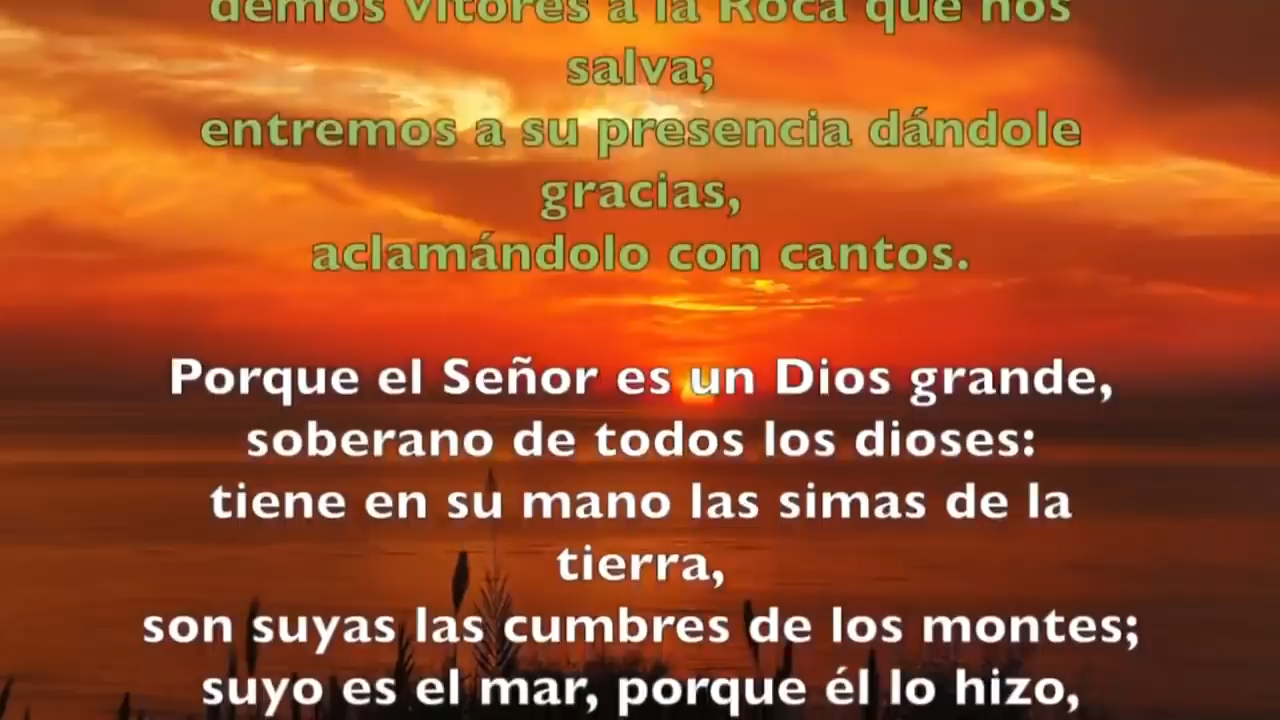 demos vítores a la Roca que nos
salva;
entremos a su presencia dándole
gracias,
aclamándolo con cantos.
Porque el Señor es un Dios grande,
soberano de todos los dioses:
tiene en su mano las simas de la
tierra,
son suyas las cumbres de los montes;
suyo es el mar, porque él lo hizo,